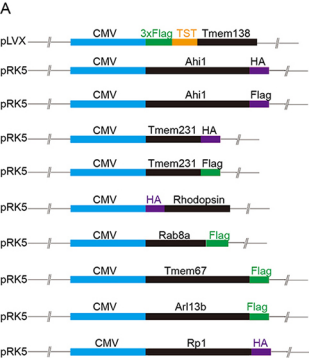 A
pLVX CMV 3xFlag TST Tmem138
pRK5 CMV Ahi1 HA
pRK5 CMV Ahi1 Flag
pRK5 CMV Tmem231 HA
pRK5 CMV Tmem231 Flag
pRK5 CMV HA Rhodopsin
pRK5 CMV Rab8a Flag
pRK5 CMV Tmem67 Flag
pRK5 CMV Arl13b Flag
pRK5 CMV Rp1 HA